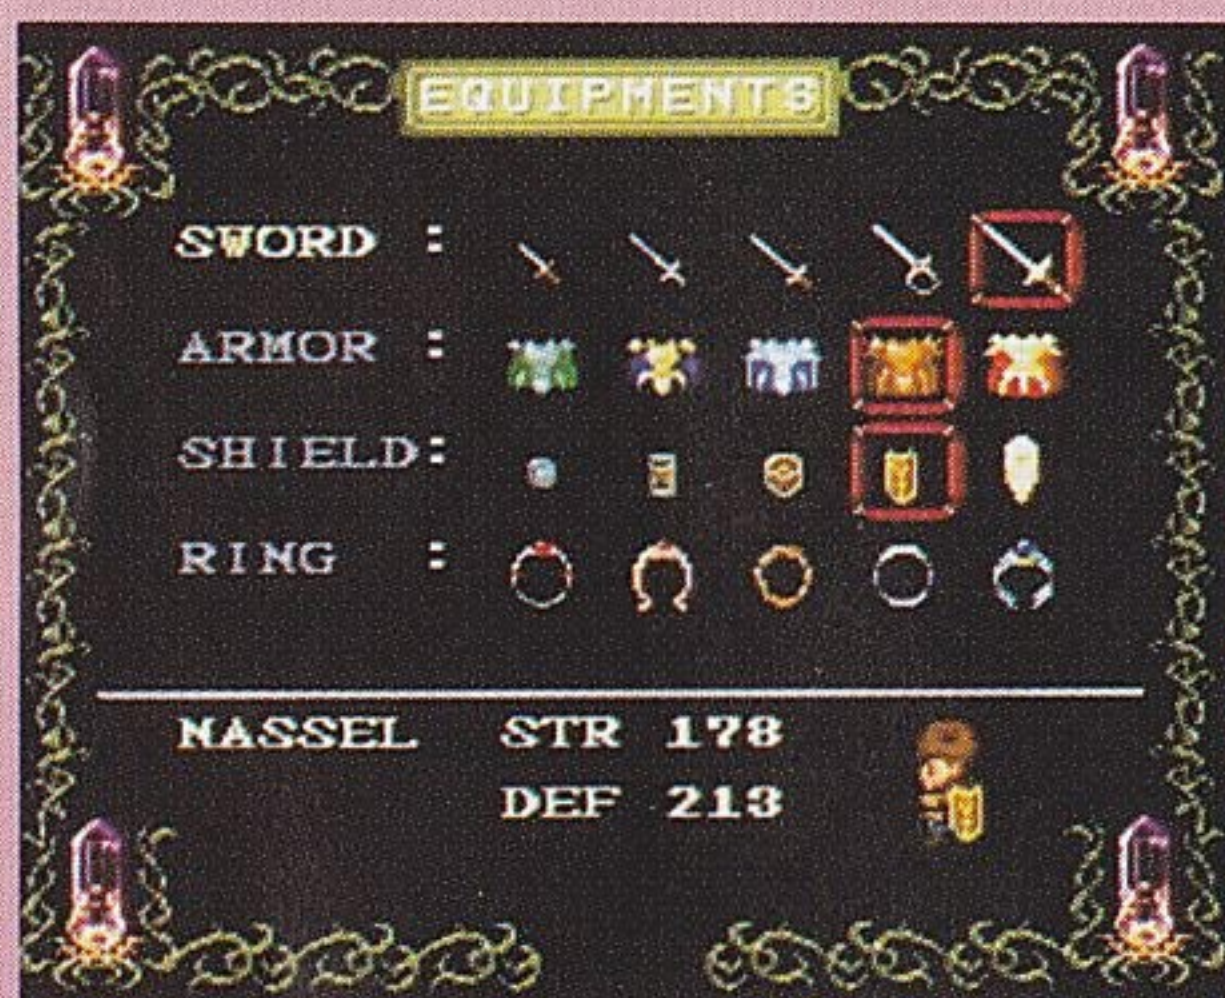 EQUIPMENTS
SWORD :
ARMOR :
SHIELD:
RING :
MASSEL STR 178
DEF 213